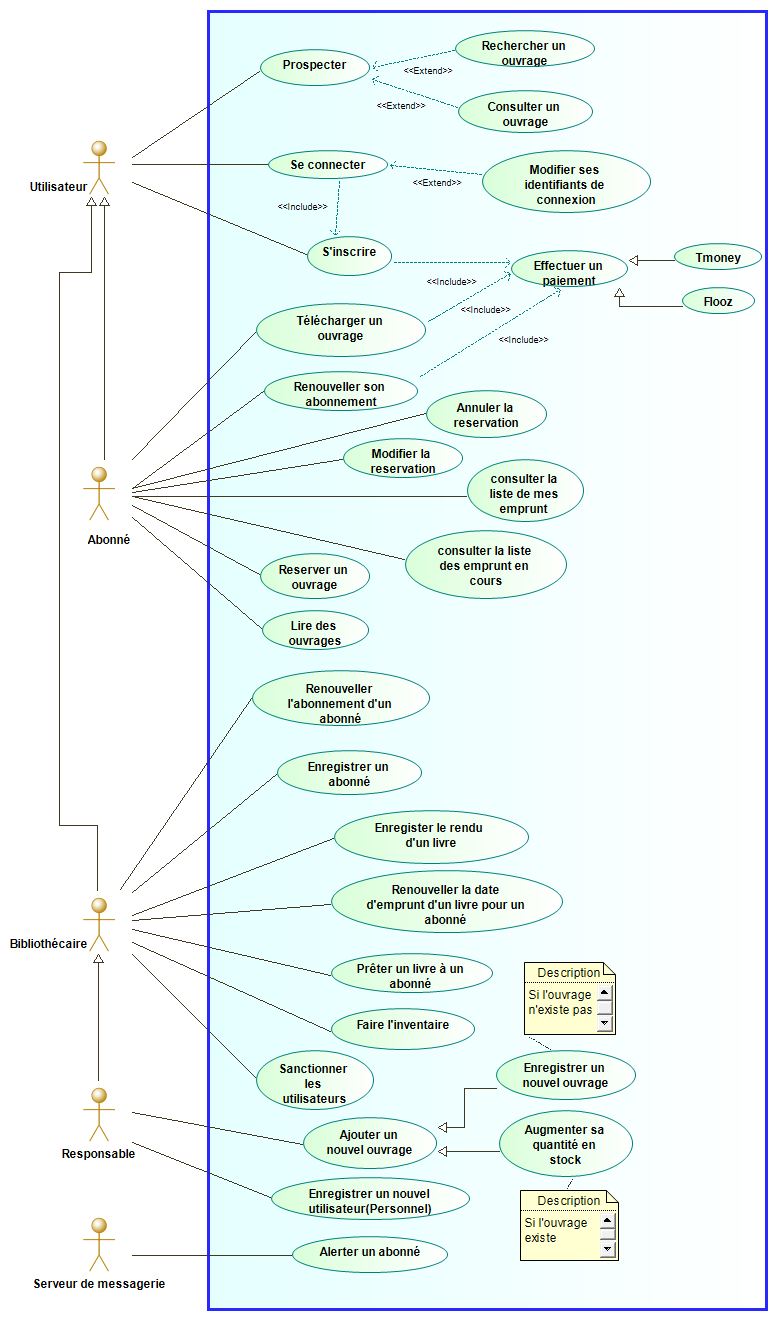 Rechercher un
ouvrage
Prospecter
<<Extend>>
<<Extend>>
Consulter un
ouvrage
Se connecter
Modifier ses
identifiants de
connexion
<<Extend>>
Utilisateur
<<Include>>
S'inscrire
Effectuer un
paiement
Tmoney
Flooz
<<Include>>
<<Include>>
<<Include>>
Télécharger un
ouvrage
Renouveller son
abonnement
Annuler la
reservation
Modifier la
reservation
consulter la
liste de mes
emprunt
Abonné
consulter la liste
des emprunt en
cours
Reserver un
ouvrage
Lire des
ouvrages
Renouveller
l'abonnement d'un
abonné
Enregistrer un
abonné
Enregister le rendu
d'un livre
Renouveller la date
d'emprunt d'un livre pour un
abonné
Bibliothécaire
Prêter un livre à un
abonné
Description
Si l'ouvrage
n'existe pas
Faire l'inventaire
Sanctionner
les
utilisateurs
Enregistrer un
nouvel ouvrage
Ajouter un
nouvel ouvrage
Augmenter sa
quantité en
stock
Responsable
Enregistrer un nouvel
utilisateur(Personnel)
Description
Si l'ouvrage
existe
Alerter un abonné
Serveur de messagerie